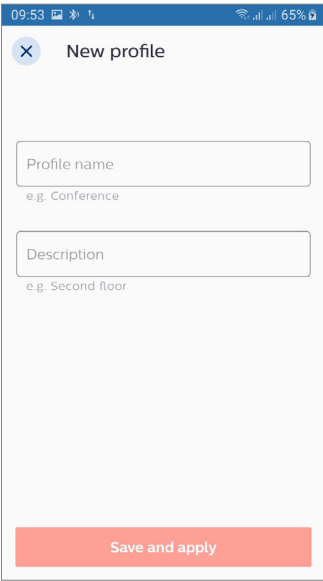 09:53 65%
New profile
Profile name
e.g. Conference
Description
e.g. Second floor
Save and apply